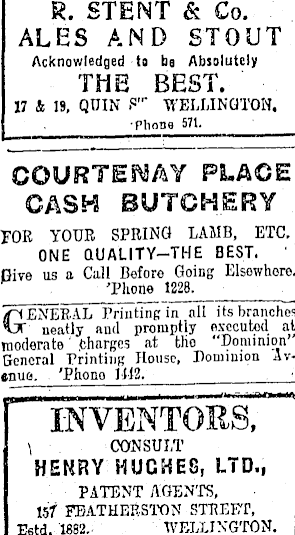 R. STENT & Co.
ALES AND STOUT
Acknowledged to be Absolutely
THE BEST.
17 & 19, QUIN ST. WELLINGTON.
'Phone 571.
COURTENAY PLACE
CASH BUTCHERY
FOR YOUR SPRING LAMB, ETC.
ONE QUALITY—THE BEST.
Give us a Call Before Going Elsewhere.
'Phone 1228.
GENERAL Printing in all its branches
neatly and promptly executed at
moderate charges at the "Dominion"
General Printing House, Dominion Av-
enue. 'Phone 1442.
INVENTORS,
CONSULT
HENRY HUGHES, LTD.,
PATENT AGENTS,
157 FEATHERSTON STREET,
Estd. 1882. WELLINGTON.